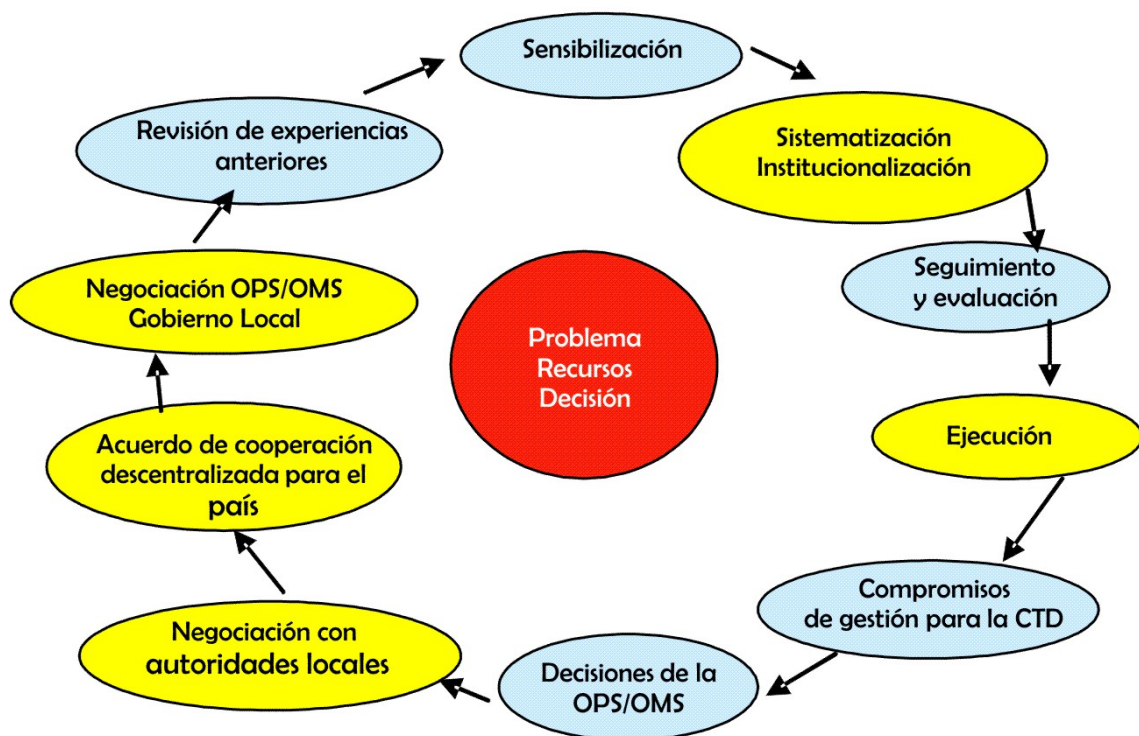 Sensibilización
Sistematización
Institucionalización
Seguimiento
y evaluación
Ejecución
Compromisos
de gestión para la CTD
Decisiones de la
OPS/OMS
Negociación con
autoridades locales
Acuerdo de cooperación
descentralizada para el
país
Negociación OPS/OMS
Gobierno Local
Revisión de experiencias
anteriores
Problema
Recursos
Decisión